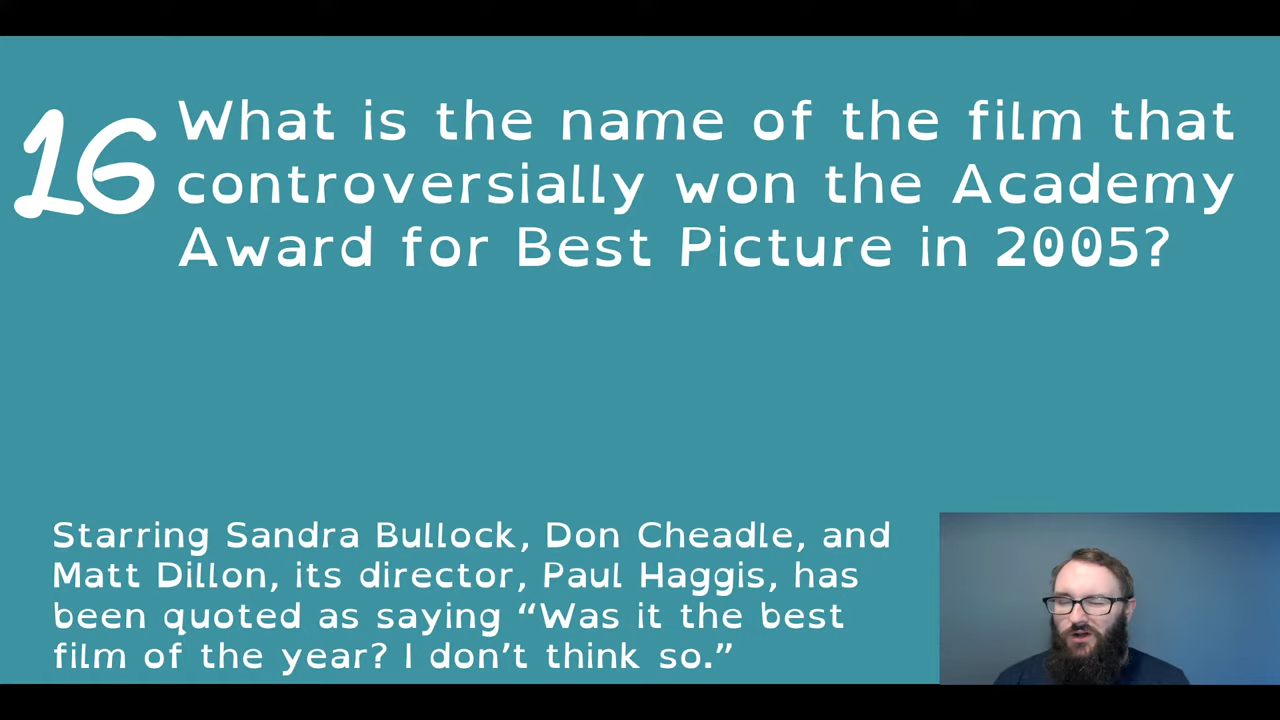 16
What is the name of the film that
controversially won the Academy
Award for Best Picture in 2005?
Starring Sandra Bullock, Don Cheadle, and
Matt Dillon, its director, Paul Haggis, has
been quoted as saying “Was it the best
film of the year? I don’t think so.”